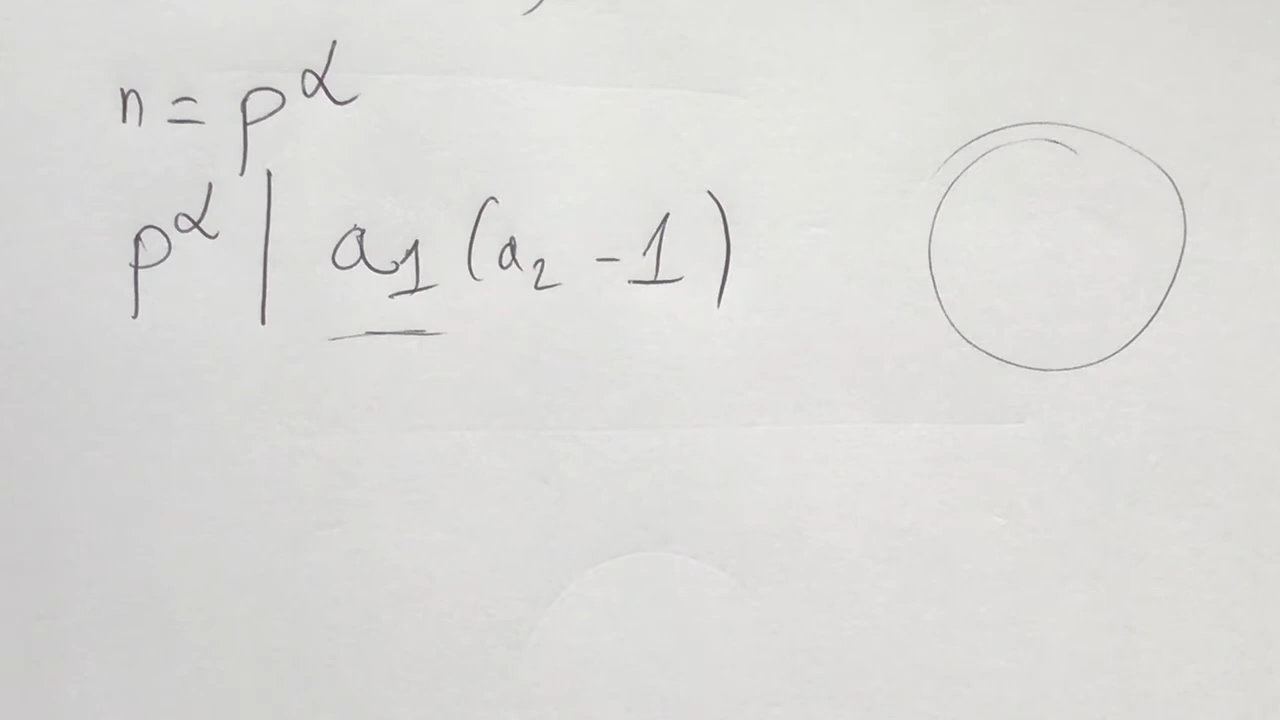 n = p^α
p^α | a₁ (a₂ - 1)